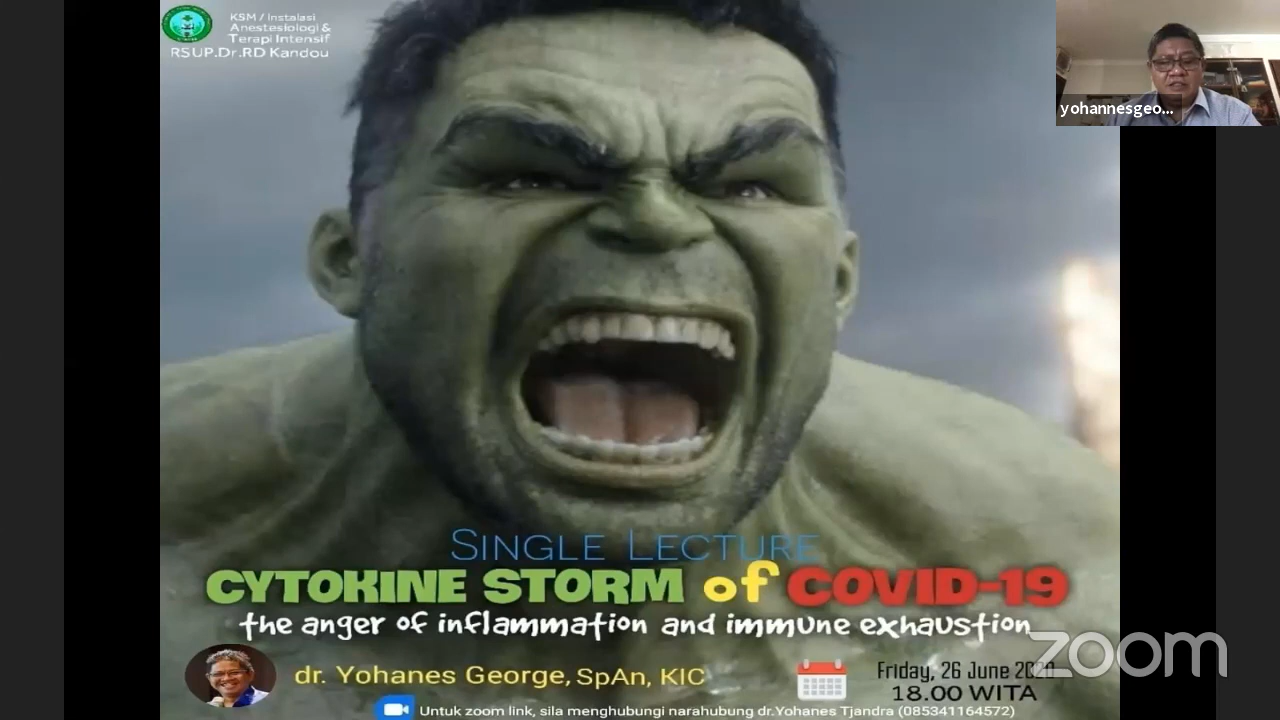 KSM / Instalasi
Anestesiologi &
Terapi Intensif
RSUP.Dr.RD Kandou
yohannesgeo...
SINGLE LECTURE
CYTOKINE STORM of COVID-19
the anger of inflammation and immune exhaustion
dr. Yohanes George, SpAn, KIC
Friday, 26 June 2020
18.00 WITA
zoom
Untuk zoom link, sila menghubungi narahubung dr.Yohanes Tjandra (085341164572)